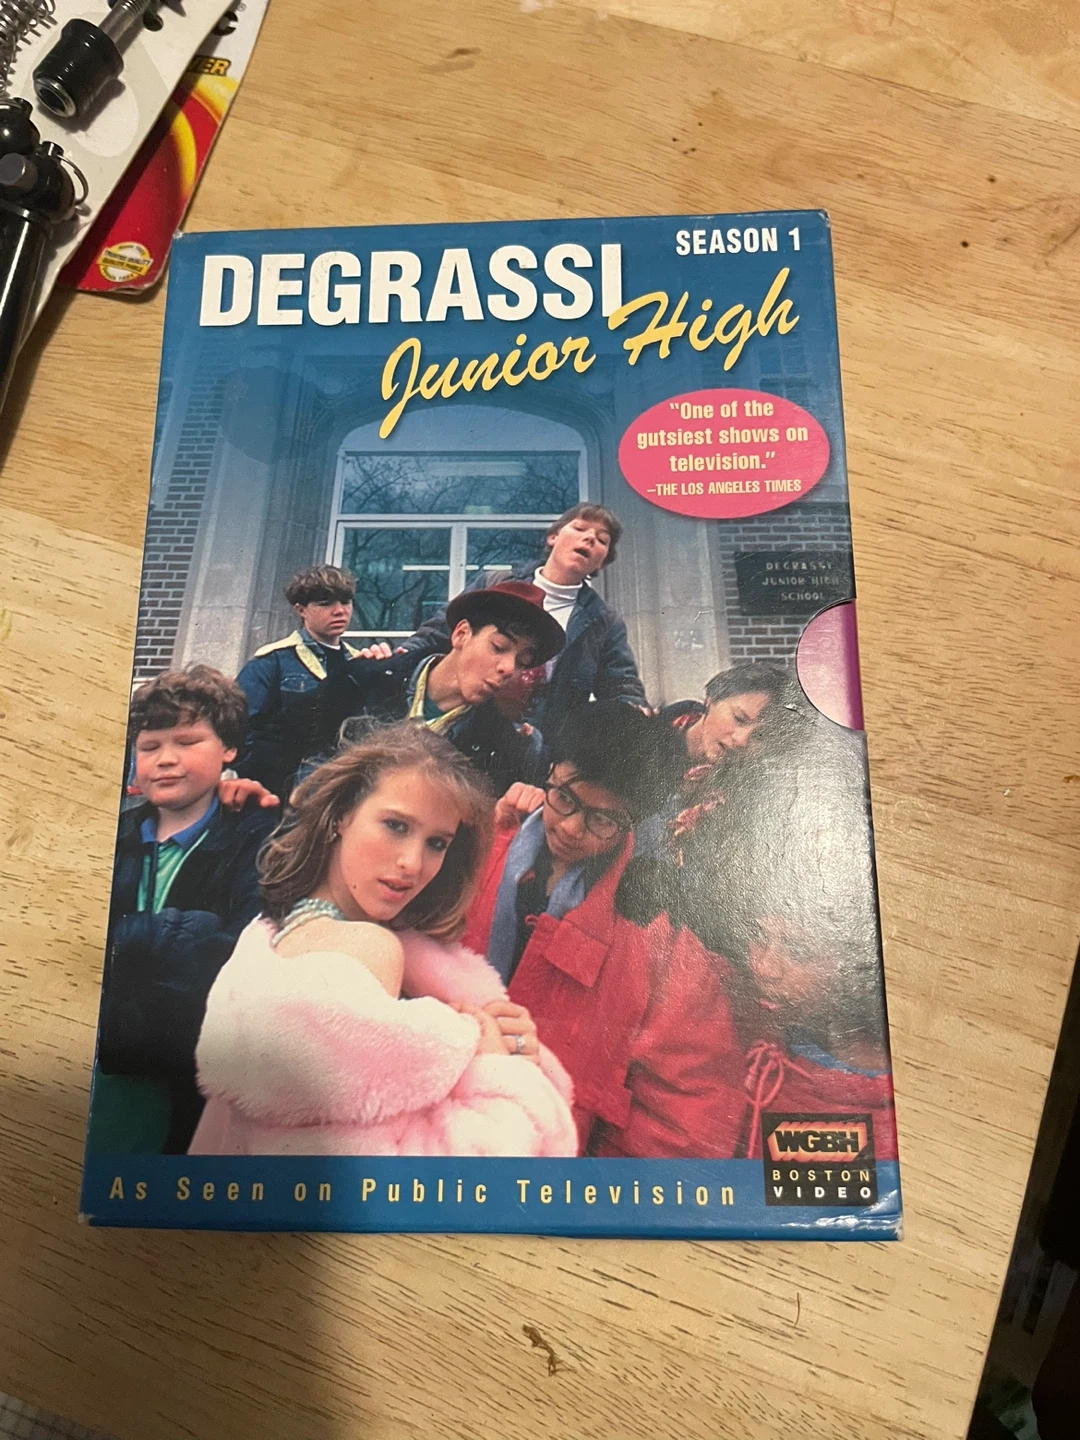 SEASON 1
DEGRASSI
Junior High
"One of the
gutsiest shows on
television."
–THE LOS ANGELES TIMES
DEGRASSI
JUNIOR HIGH
SCHOOL
WGBH
BOSTON
VIDEO
As Seen on Public Television